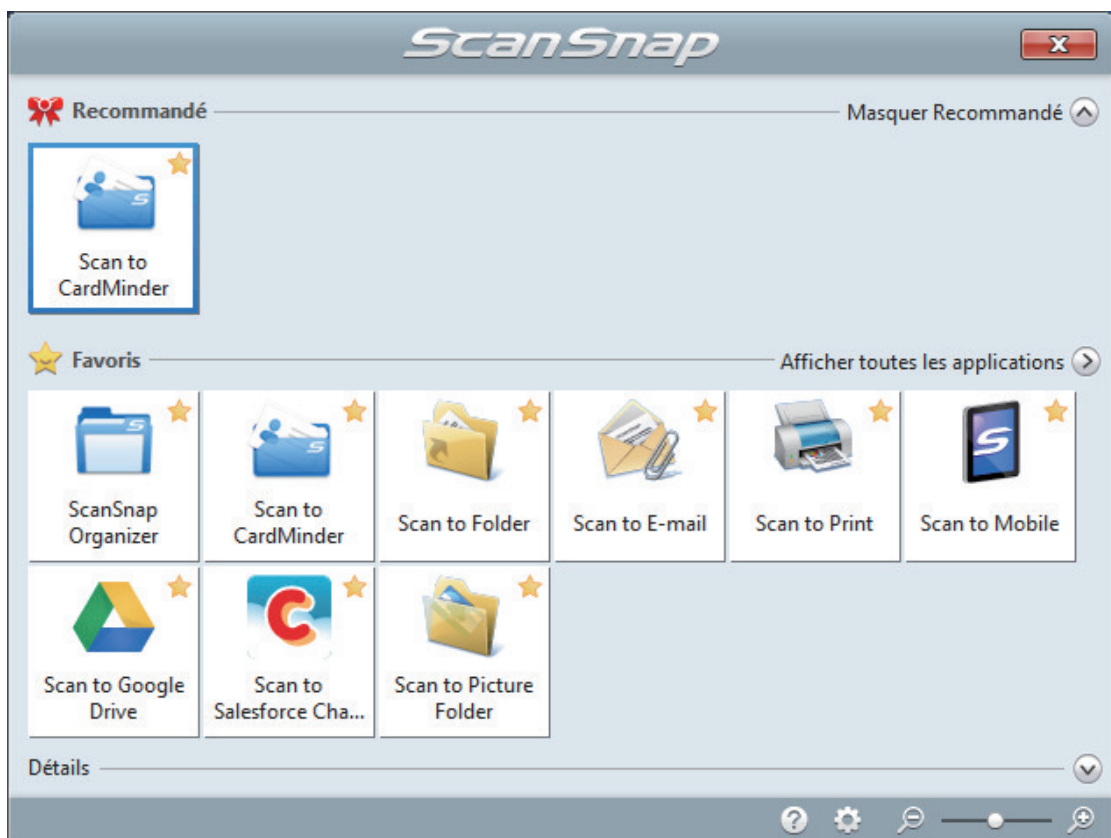 ScanSnap
Recommandé
Masquer Recommandé
Scan to
CardMinder
Favoris
Afficher toutes les applications
ScanSnap
Organizer
Scan to
CardMinder
Scan to Folder
Scan to E-mail
Scan to Print
Scan to Mobile
Scan to Google
Drive
Scan to
Salesforce Cha...
Scan to Picture
Folder
Détails